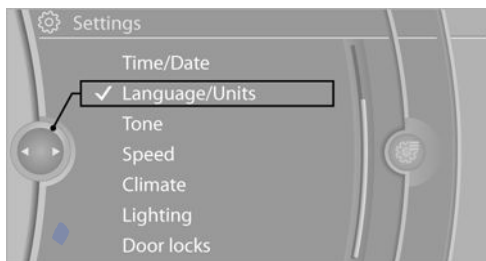 Settings
Time/Date
Language/Units
Tone
Speed
Climate
Lighting
Door locks